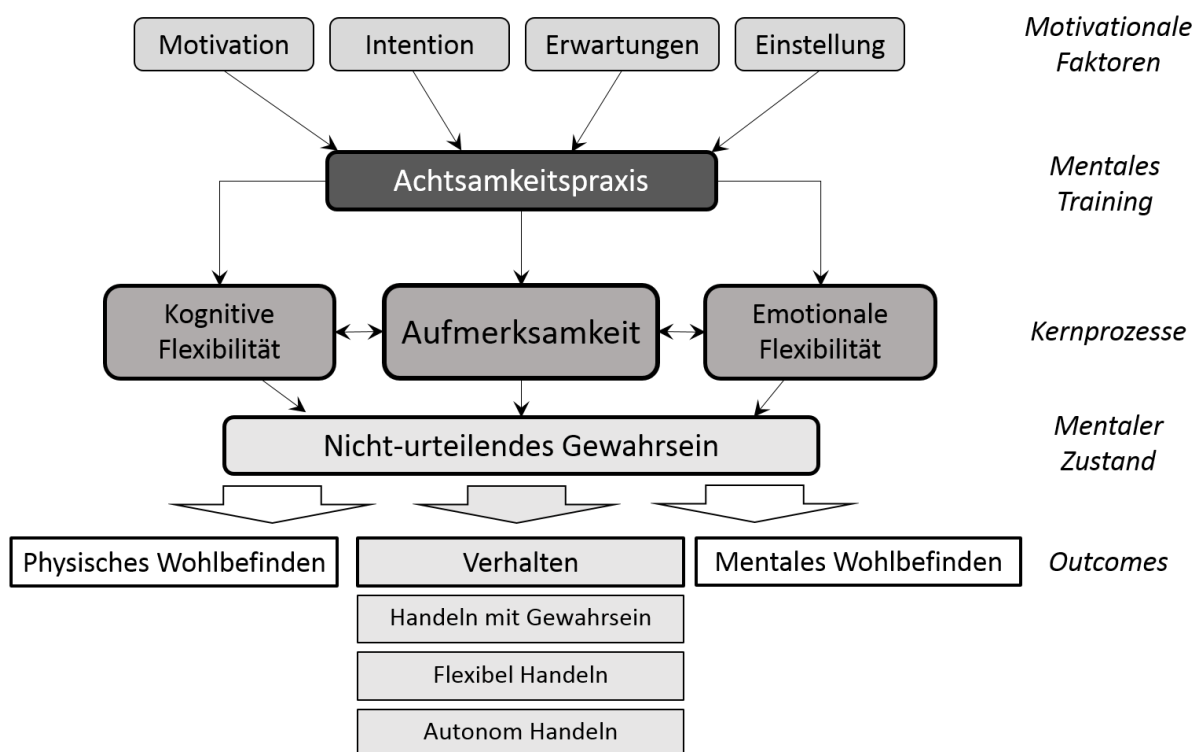 Motivation
Intention
Erwartungen
Einstellung
Motivationale
Faktoren
Achtsamkeitspraxis
Mentales
Training
Kognitive
Flexibilität
Aufmerksamkeit
Emotionale
Flexibilität
Kernprozesse
Nicht-urteilendes Gewahrsein
Mentaler
Zustand
Physisches Wohlbefinden
Verhalten
Mentales Wohlbefinden
Outcomes
Handeln mit Gewahrsein
Flexibel Handeln
Autonom Handeln